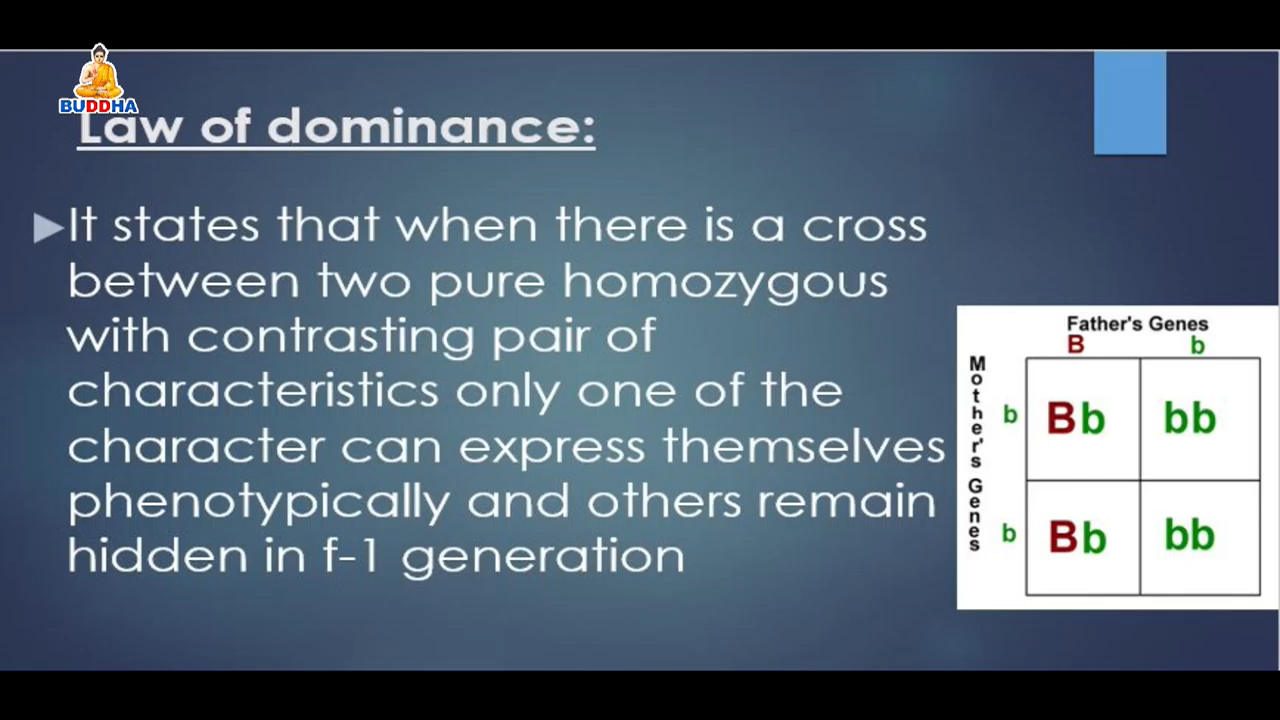 BUDDHA
Law of dominance:
It states that when there is a cross
between two pure homozygous
with contrasting pair of
characteristics only one of the
character can express themselves
phenotypically and others remain
hidden in f-1 generation
Father's Genes
B b
Mother's Genes
b Bb bb
b Bb bb